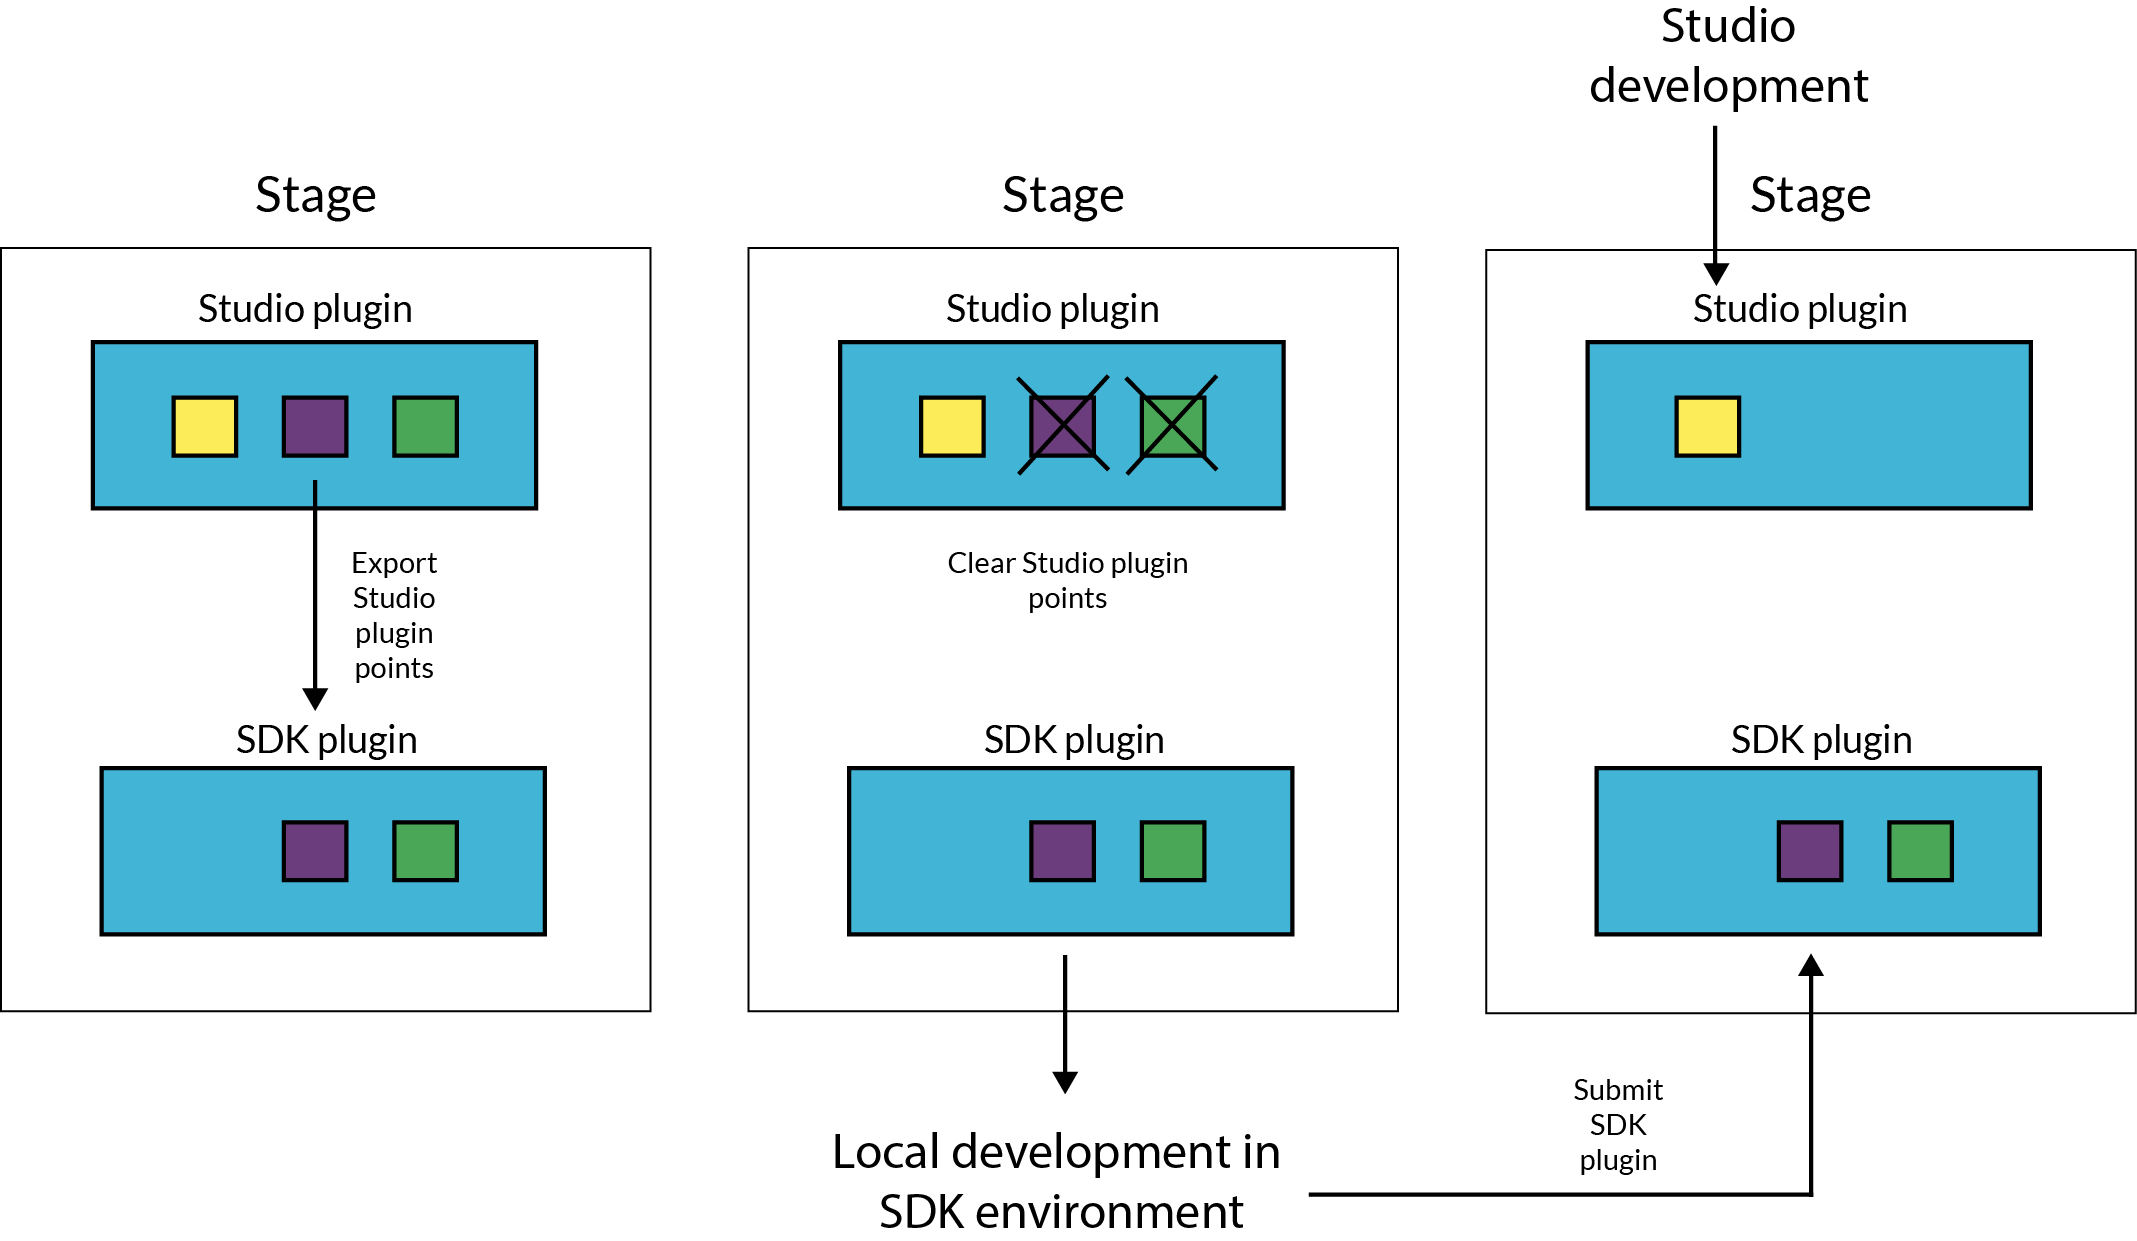 Stage
Studio plugin
Export
Studio
plugin
points
SDK plugin
Stage
Studio plugin
Clear Studio plugin
points
SDK plugin
Local development in
SDK environment
Submit
SDK
plugin
Studio
development
Stage
Studio plugin
SDK plugin